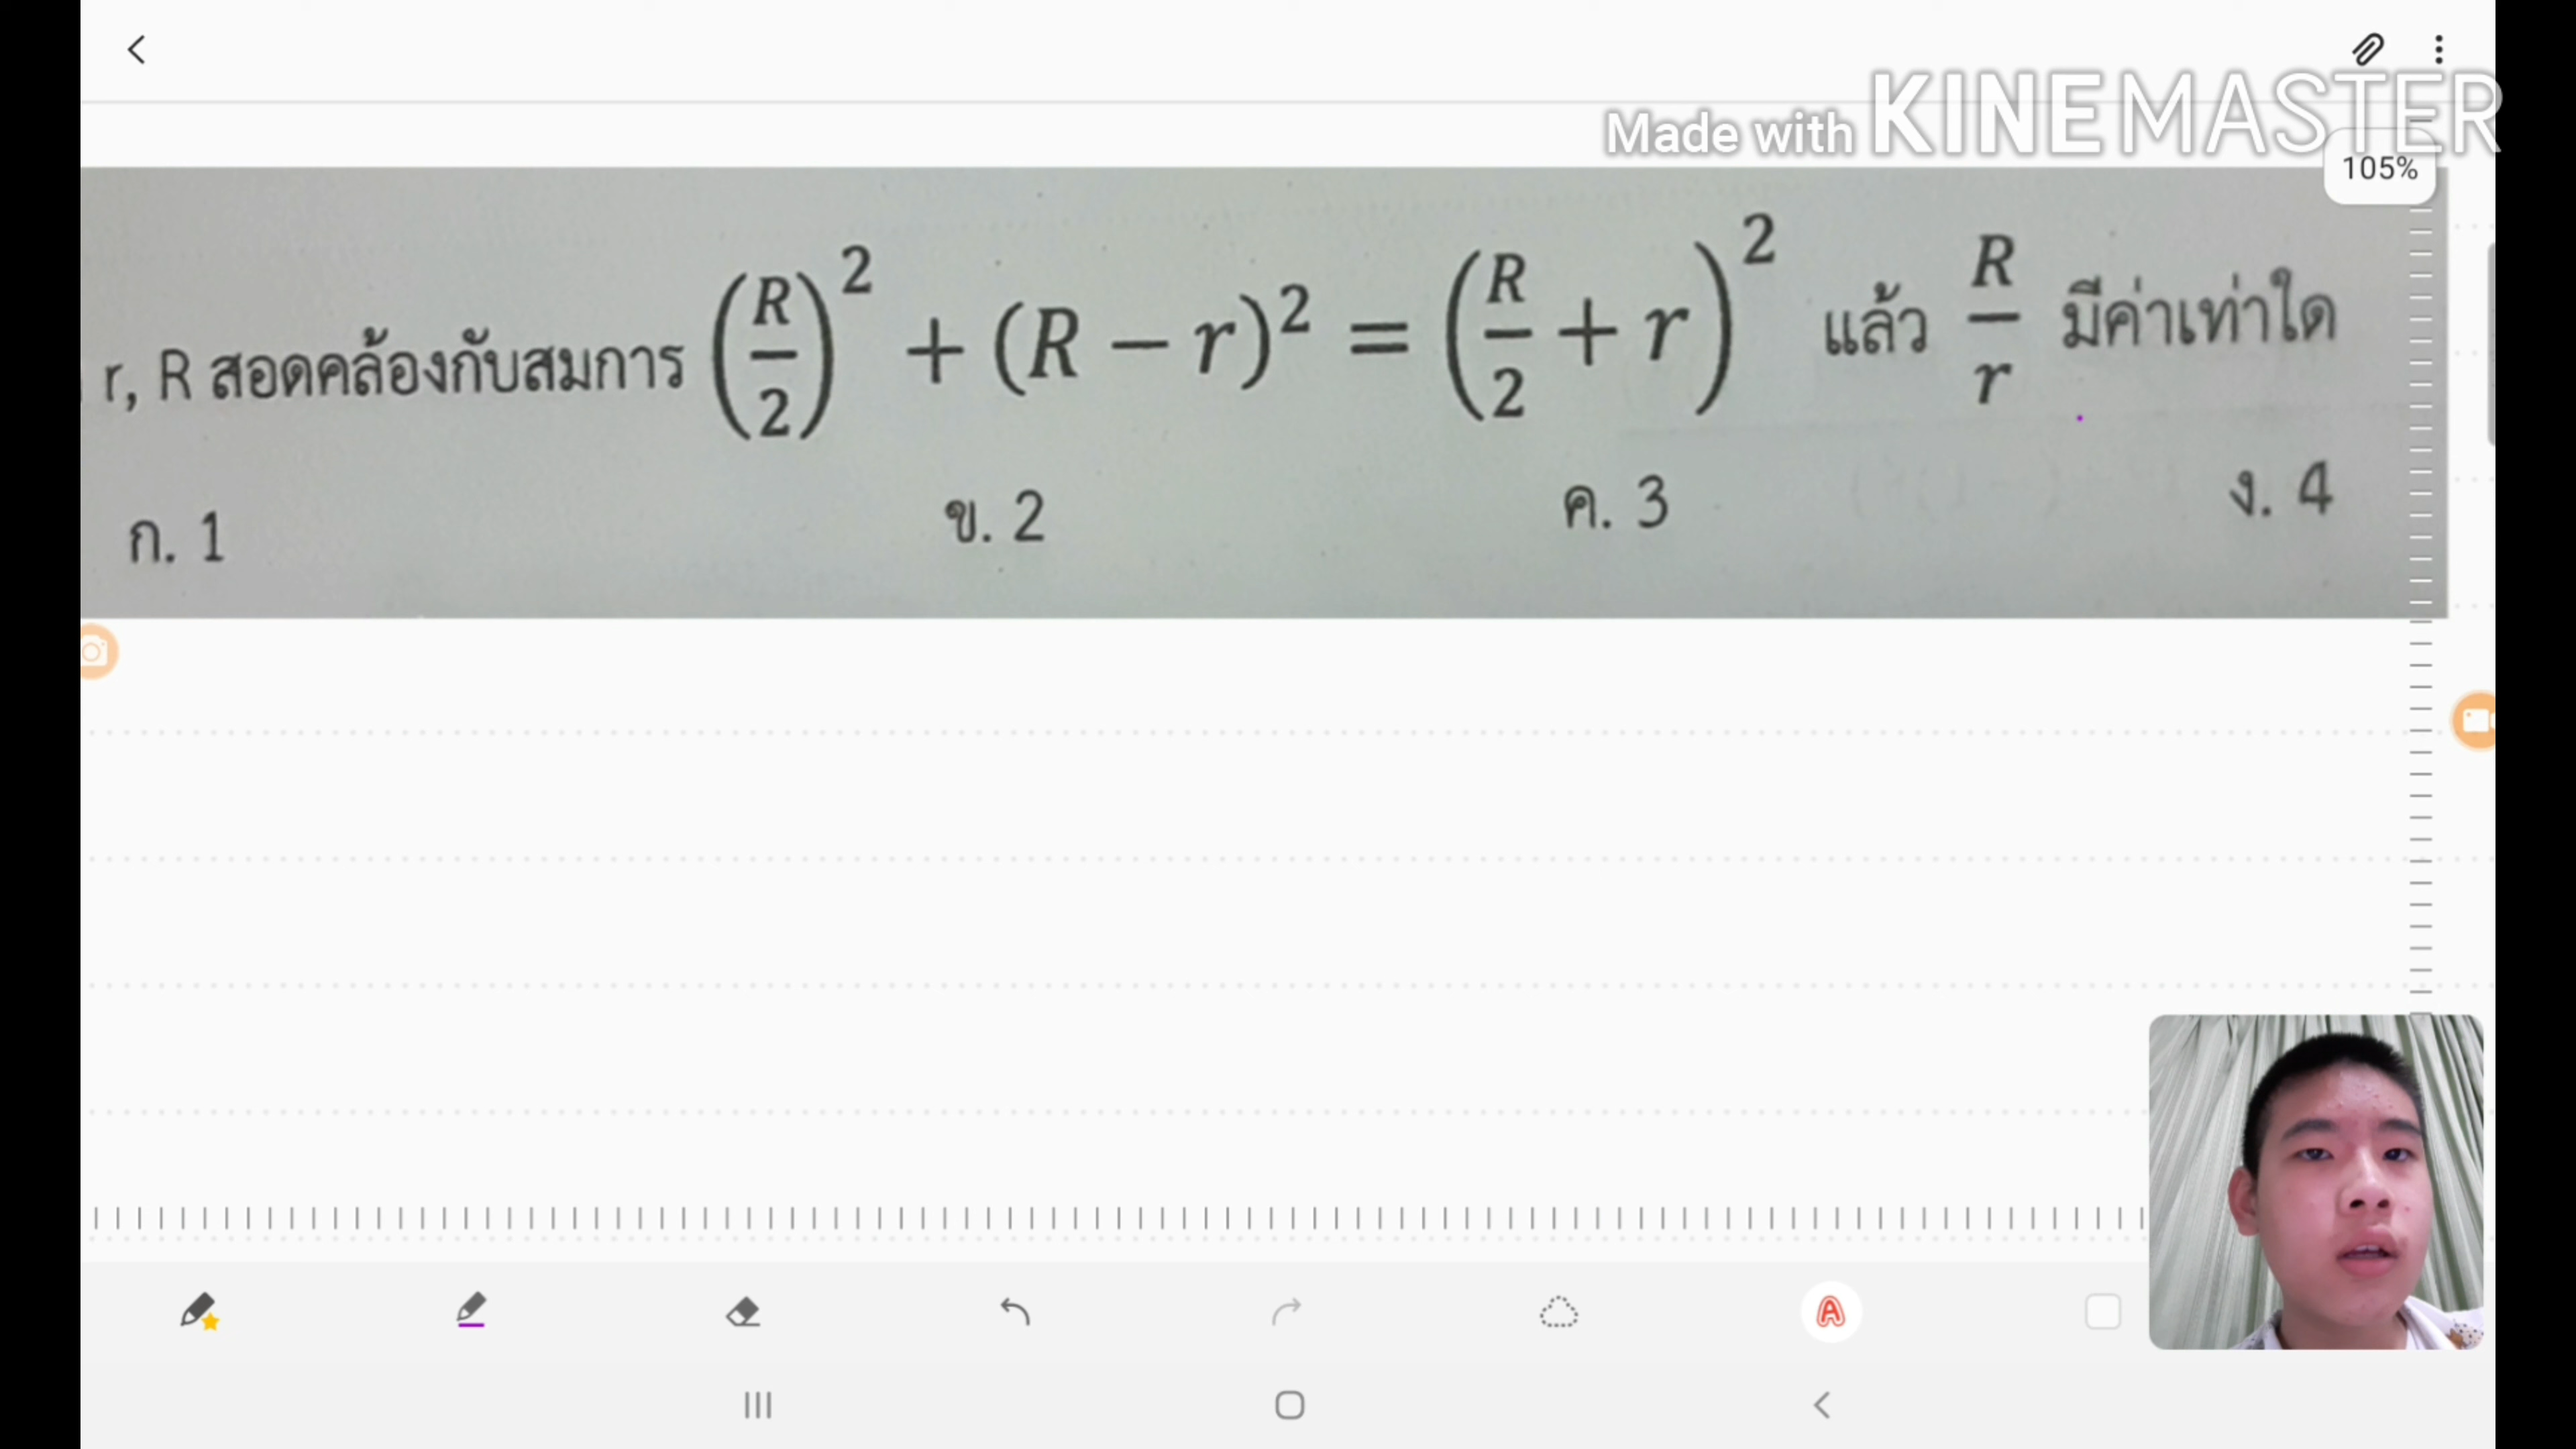 Made with KINEMASTER
105%
r, R สอดคล้องกับสมการ (R/2)² + (R − r)² = (R/2 + r)² แล้ว R/r มีค่าเท่าใด
ก. 1 ข. 2 ค. 3 ง. 4
A